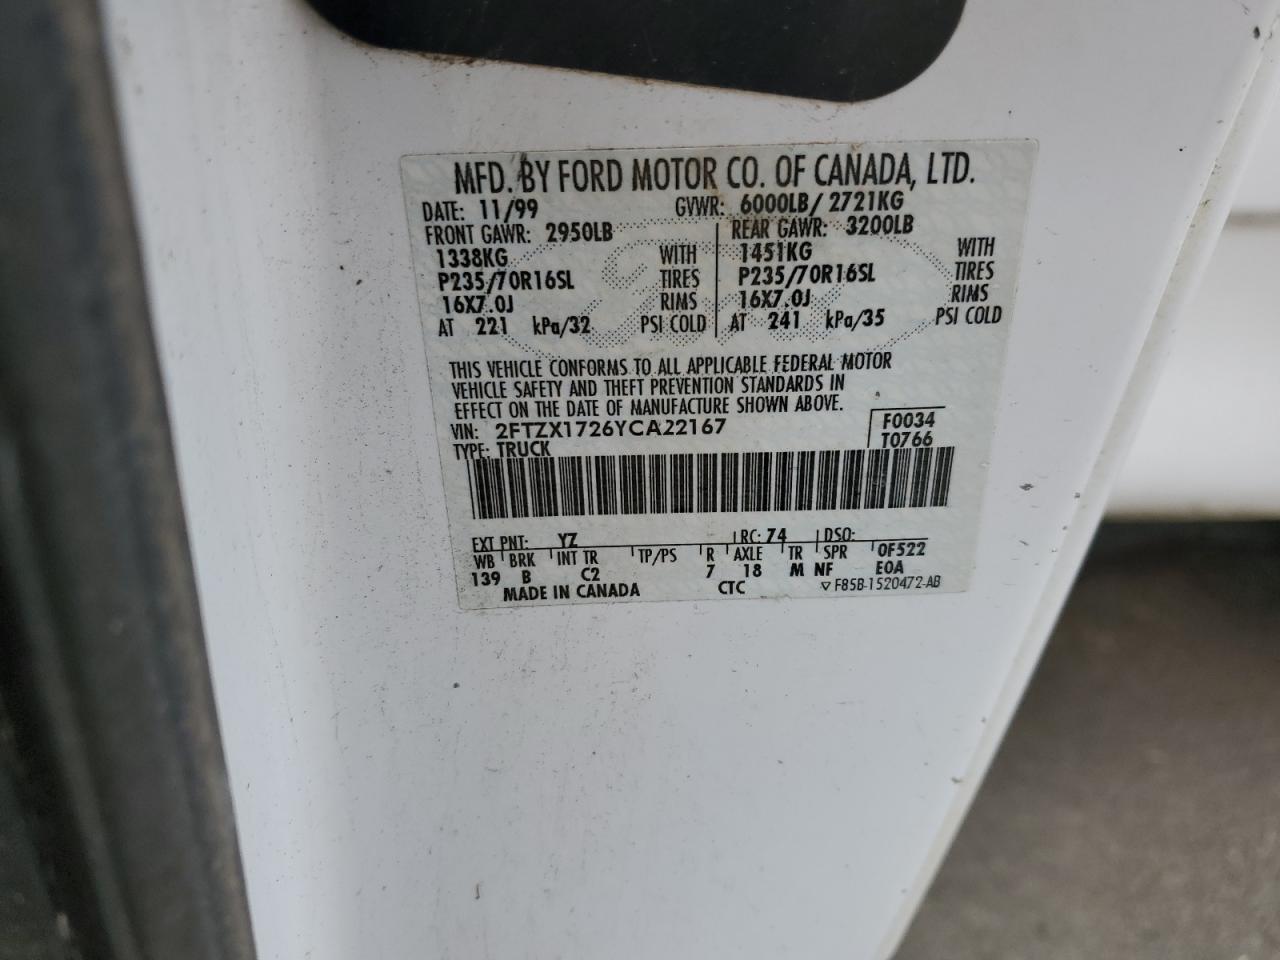 MFD. BY FORD MOTOR CO. OF CANADA, LTD.
DATE: 11/99 GVWR: 6000LB/ 2721KG
FRONT GAWR: 2950LB REAR GAWR: 3200LB
1338KG WITH 1451KG WITH
P235/70R16SL TIRES P235/70R16SL TIRES
16X7.0J RIMS 16X7.0J RIMS
AT 221 kPa/32 PSI COLD AT 241 kPa/35 PSI COLD
THIS VEHICLE CONFORMS TO ALL APPLICABLE FEDERAL MOTOR
VEHICLE SAFETY AND THEFT PREVENTION STANDARDS IN
EFFECT ON THE DATE OF MANUFACTURE SHOWN ABOVE.
VIN: 2FTZX1726YCA22167 F0034
TYPE: TRUCK T0766
EXT PNT: YZ RC: 74 DSO:
WB BRK INT TR TP/PS R AXLE TR SPR 0F522
139 B C2 7 18 M NF E0A
MADE IN CANADA CTC ▽ F85B-1520472-AB